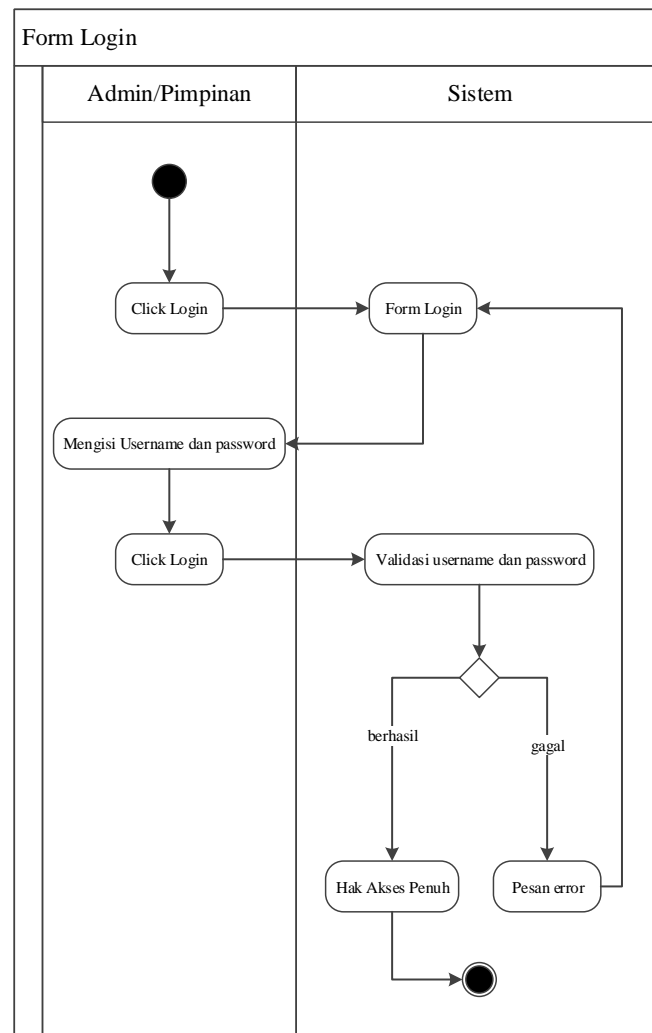 Form Login
Admin/Pimpinan
Sistem
Click Login
Form Login
Mengisi Username dan password
Click Login
Validasi username dan password
berhasil
gagal
Hak Akses Penuh
Pesan error